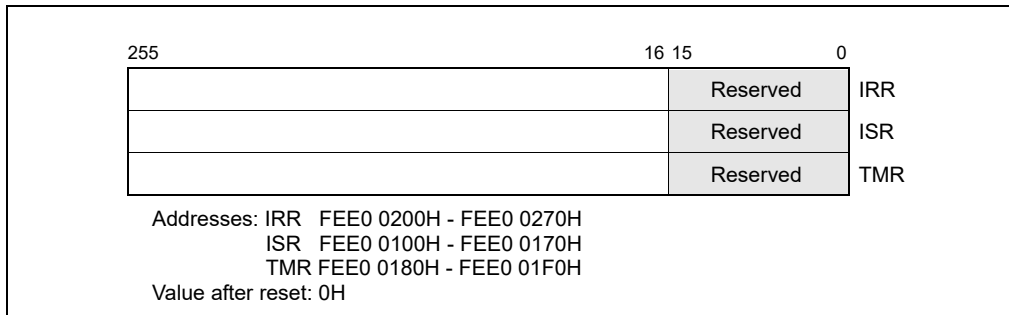 255 16 15 0
Reserved IRR
Reserved ISR
Reserved TMR
Addresses: IRR FEE0 0200H - FEE0 0270H
ISR FEE0 0100H - FEE0 0170H
TMR FEE0 0180H - FEE0 01F0H
Value after reset: 0H